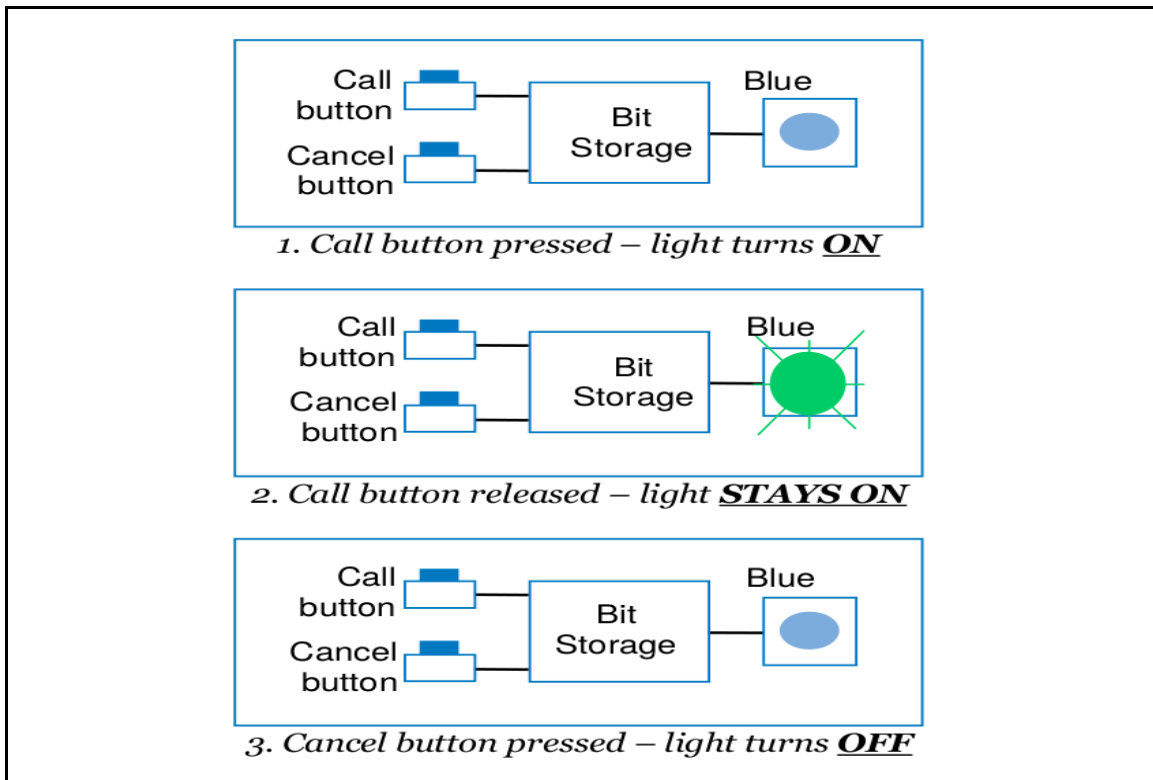 Call
button
Cancel
button
Bit
Storage
Blue
1. Call button pressed – light turns ON
Call
button
Cancel
button
Bit
Storage
Blue
2. Call button released – light STAYS ON
Call
button
Cancel
button
Bit
Storage
Blue
3. Cancel button pressed – light turns OFF